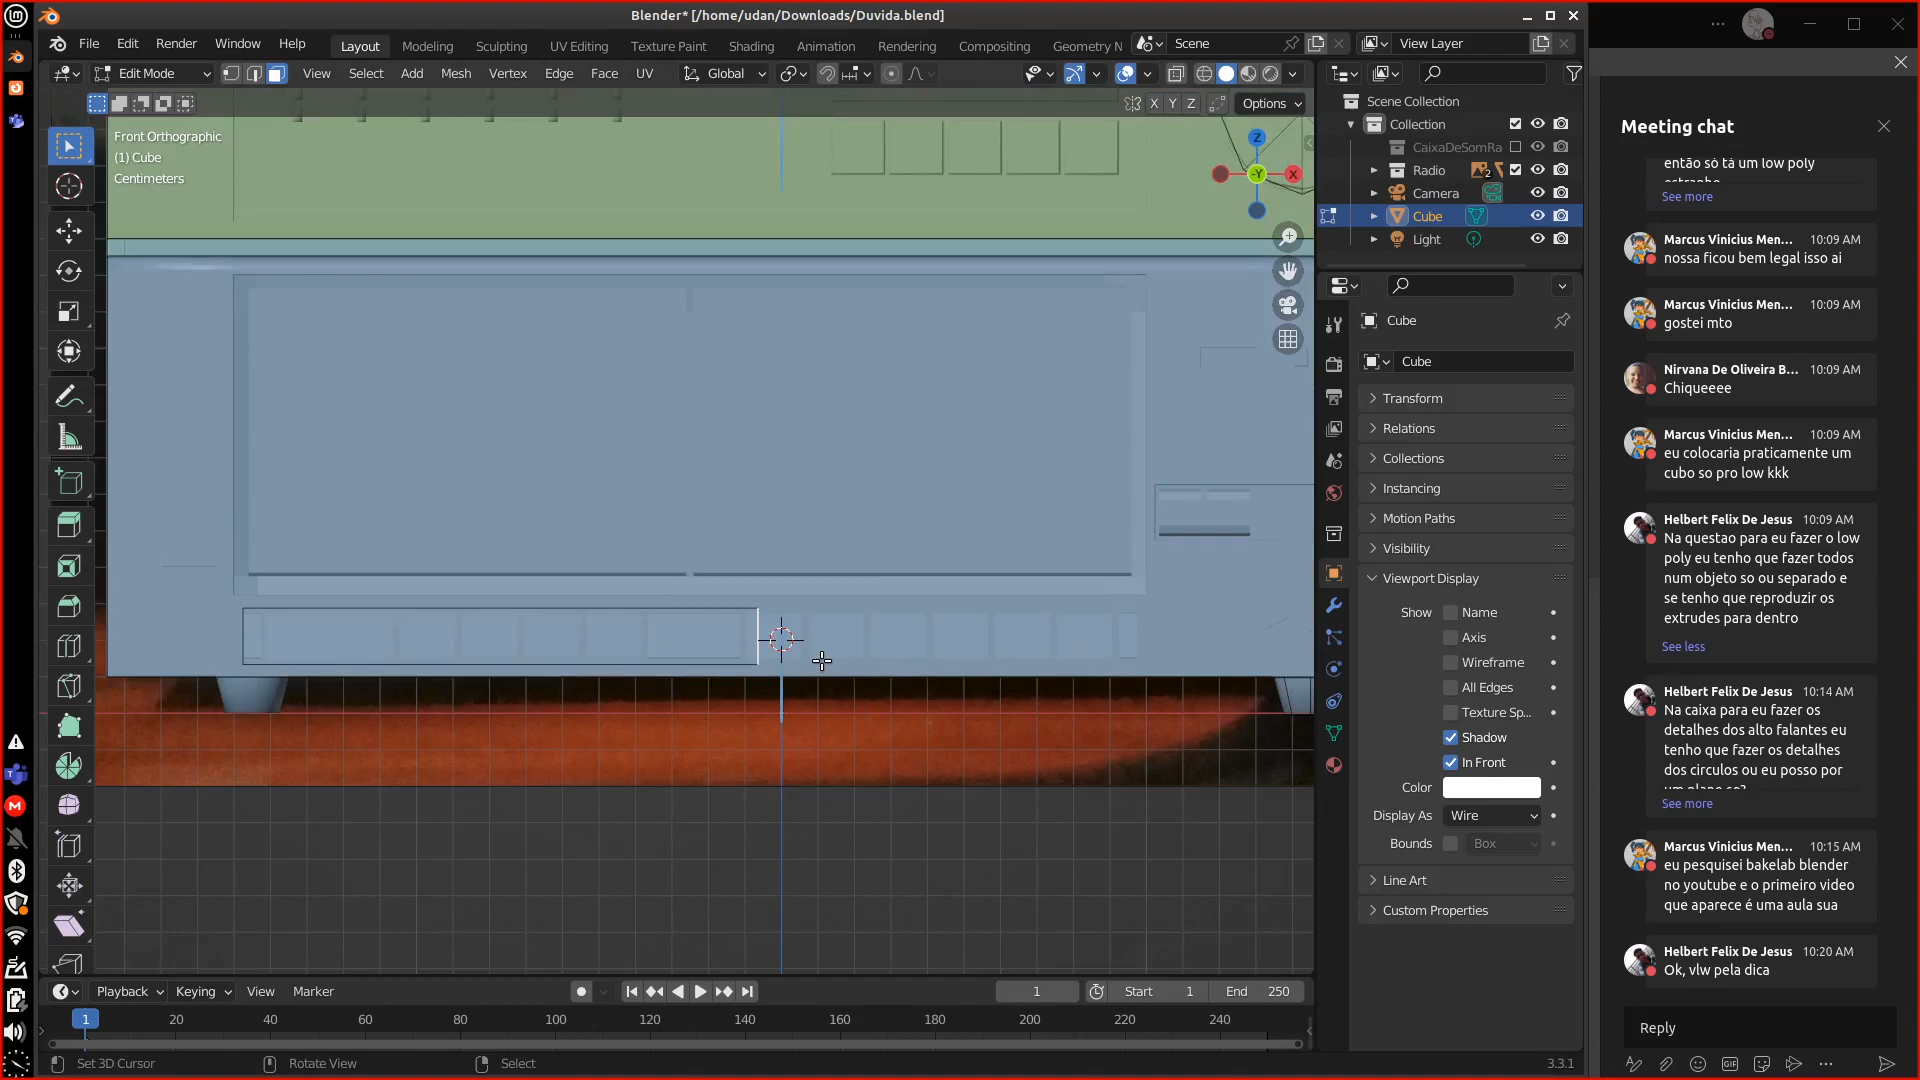 Blender* [/home/udan/Downloads/Duvida.blend]
File Edit Render Window Help
Layout Modeling Sculpting UV Editing Texture Paint Shading Animation Rendering Compositing Geometry N
Scene
View Layer
Edit Mode
View Select Add Mesh Vertex Edge Face UV
Global
X Y Z
Options
Front Orthographic
(1) Cube
Centimeters
Z
-Y
X
Scene Collection
Collection
CaixaDeSomRa
Radio
2
Camera
Cube
Light
Cube
Cube
Transform
Relations
Collections
Instancing
Motion Paths
Visibility
Viewport Display
Show Name
Axis
Wireframe
All Edges
Texture Sp...
Shadow
In Front
Color
Display As Wire
Bounds Box
Line Art
Custom Properties
Playback Keying View Marker
1
Start 1
End 250
1 20 40 60 80 100 120 140 160 180 200 220 240
Set 3D Cursor
Rotate View
Select
3.3.1
Meeting chat
então só tá um low poly
See more
Marcus Vinicius Men... 10:09 AM
nossa ficou bem legal isso ai
Marcus Vinicius Men... 10:09 AM
gostei mto
Nirvana De Oliveira B... 10:09 AM
Chiqueeee
Marcus Vinicius Men... 10:09 AM
eu colocaria praticamente um
cubo so pro low kkk
Helbert Felix De Jesus 10:09 AM
Na questao para eu fazer o low
poly eu tenho que fazer todos
num objeto so ou separado e
se tenho que reproduzir os
extrudes para dentro
See less
Helbert Felix De Jesus 10:14 AM
Na caixa para eu fazer os
detalhes dos alto falantes eu
tenho que fazer os detalhes
dos circulos ou eu posso por
um plano so?
See more
Marcus Vinicius Men... 10:15 AM
eu pesquisei bakelab blender
no youtube e o primeiro video
que aparece é uma aula sua
Helbert Felix De Jesus 10:20 AM
Ok, vlw pela dica
Reply
GIF